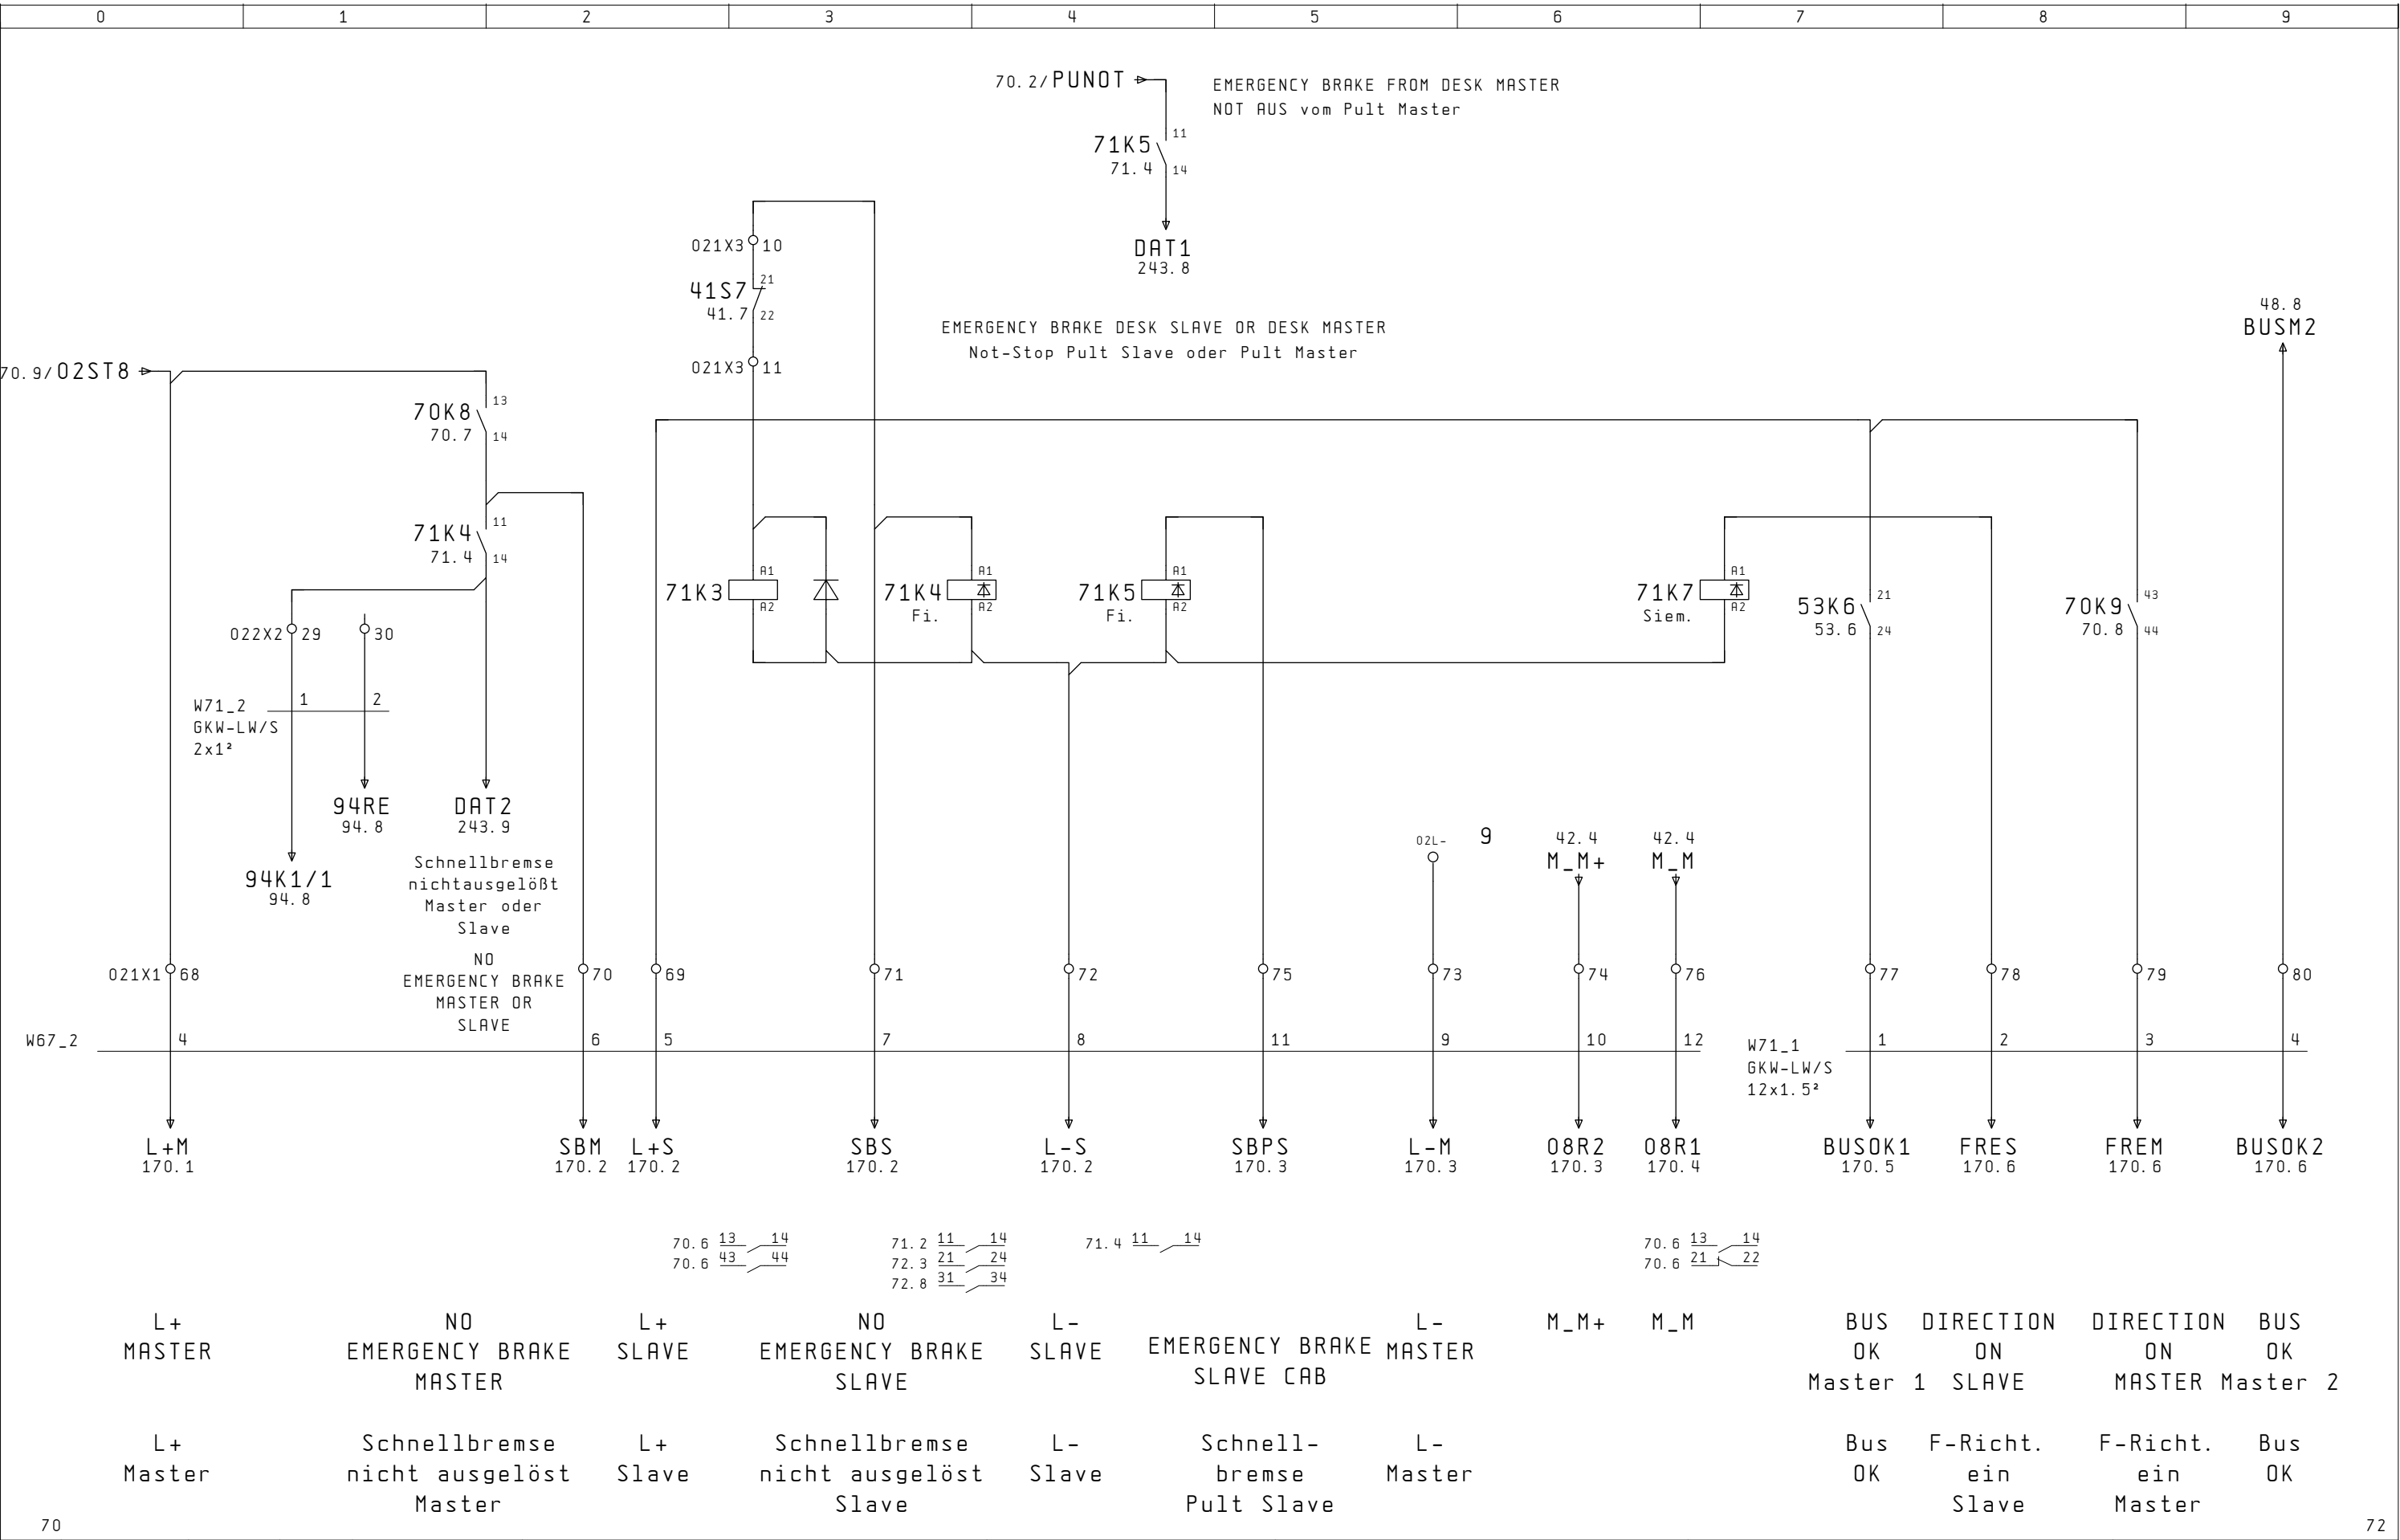 0 1 2 3 4 5 6 7 8 9
70.2/PUNOT
EMERGENCY BRAKE FROM DESK MASTER
NOT AUS vom Pult Master
71K5
71.4
11
14
DAT1
243.8
021X3 10
41S7
41.7
21
22
021X3 11
EMERGENCY BRAKE DESK SLAVE OR DESK MASTER
Not-Stop Pult Slave oder Pult Master
48.8
BUSM2
70.9/02ST8
70K8
70.7
13
14
71K4
71.4
11
14
71K3
A1
A2
71K4
Fi.
A1
A2
71K5
Fi.
A1
A2
71K7
Siem.
A1
A2
53K6
53.6
21
24
70K9
70.8
43
44
022X2 29 30
W71_2
GKW-LW/S
2x1²
1 2
94RE
94.8
DAT2
243.9
94K1/1
94.8
Schnellbremse
nichtausgelößt
Master oder
Slave
NO
EMERGENCY BRAKE
MASTER OR
SLAVE
02L- 9
42.4
M_M+
42.4
M_M
021X1 68 70 69 71 72 75 73 74 76 77 78 79 80
W67_2 4 6 5 7 8 11 9 10 12
W71_1
GKW-LW/S
12x1.5²
1 2 3 4
L+M SBM L+S SBS L-S SBPS L-M 08R2 08R1 BUSOK1 FRES FREM BUSOK2
170.1 170.2 170.2 170.2 170.2 170.3 170.3 170.3 170.4 170.5 170.6 170.6 170.6
70.6 13 14
70.6 43 44
71.2 11 14
72.3 21 24
72.8 31 34
71.4 11 14
70.6 13 14
70.6 21 22
L+
MASTER
NO
EMERGENCY BRAKE
MASTER
L+
SLAVE
NO
EMERGENCY BRAKE
SLAVE
L-
SLAVE
EMERGENCY BRAKE
SLAVE CAB
L-
MASTER
M_M+
M_M
BUS
OK
Master 1
DIRECTION
ON
SLAVE
DIRECTION
ON
MASTER
BUS
OK
Master 2
L+
Master
Schnellbremse
nicht ausgelöst
Master
L+
Slave
Schnellbremse
nicht ausgelöst
Slave
L-
Slave
Schnell-
bremse
Pult Slave
L-
Master
Bus
OK
F-Richt.
ein
Slave
F-Richt.
ein
Master
Bus
OK
70
72